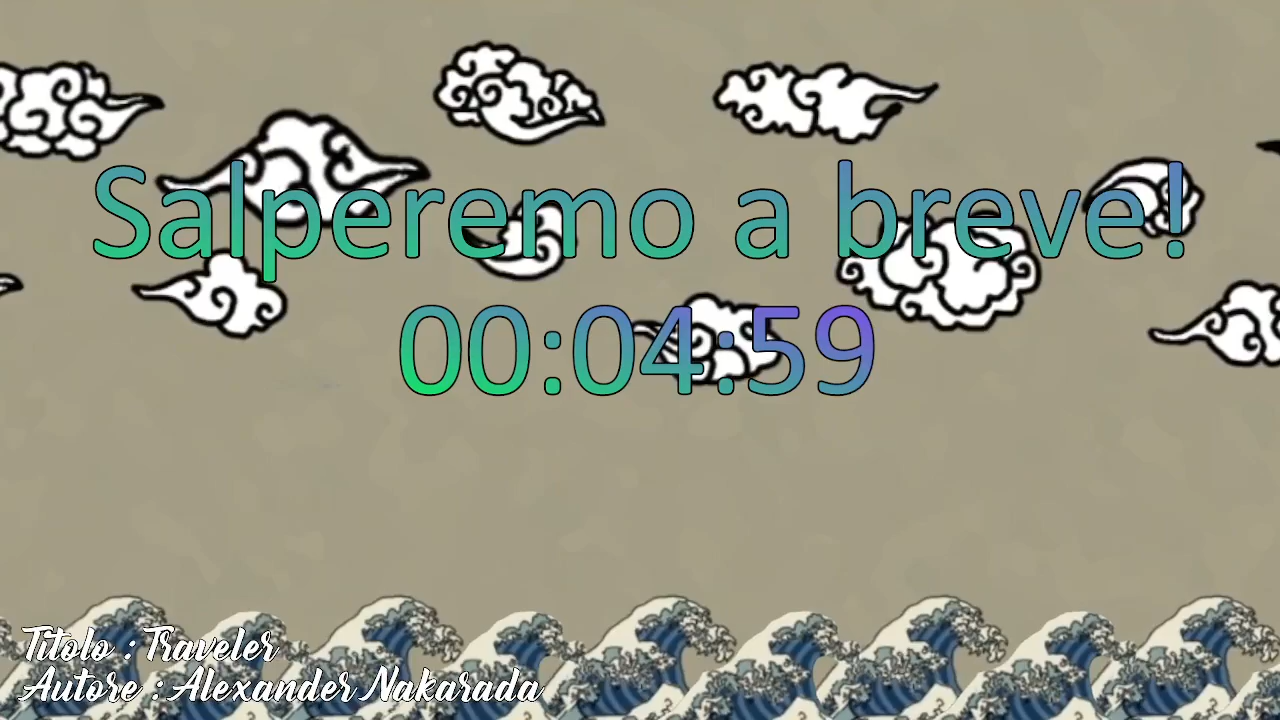 Salperemo a breve!
00:04:59
Titolo : Traveler
Autore : Alexander Nakarada